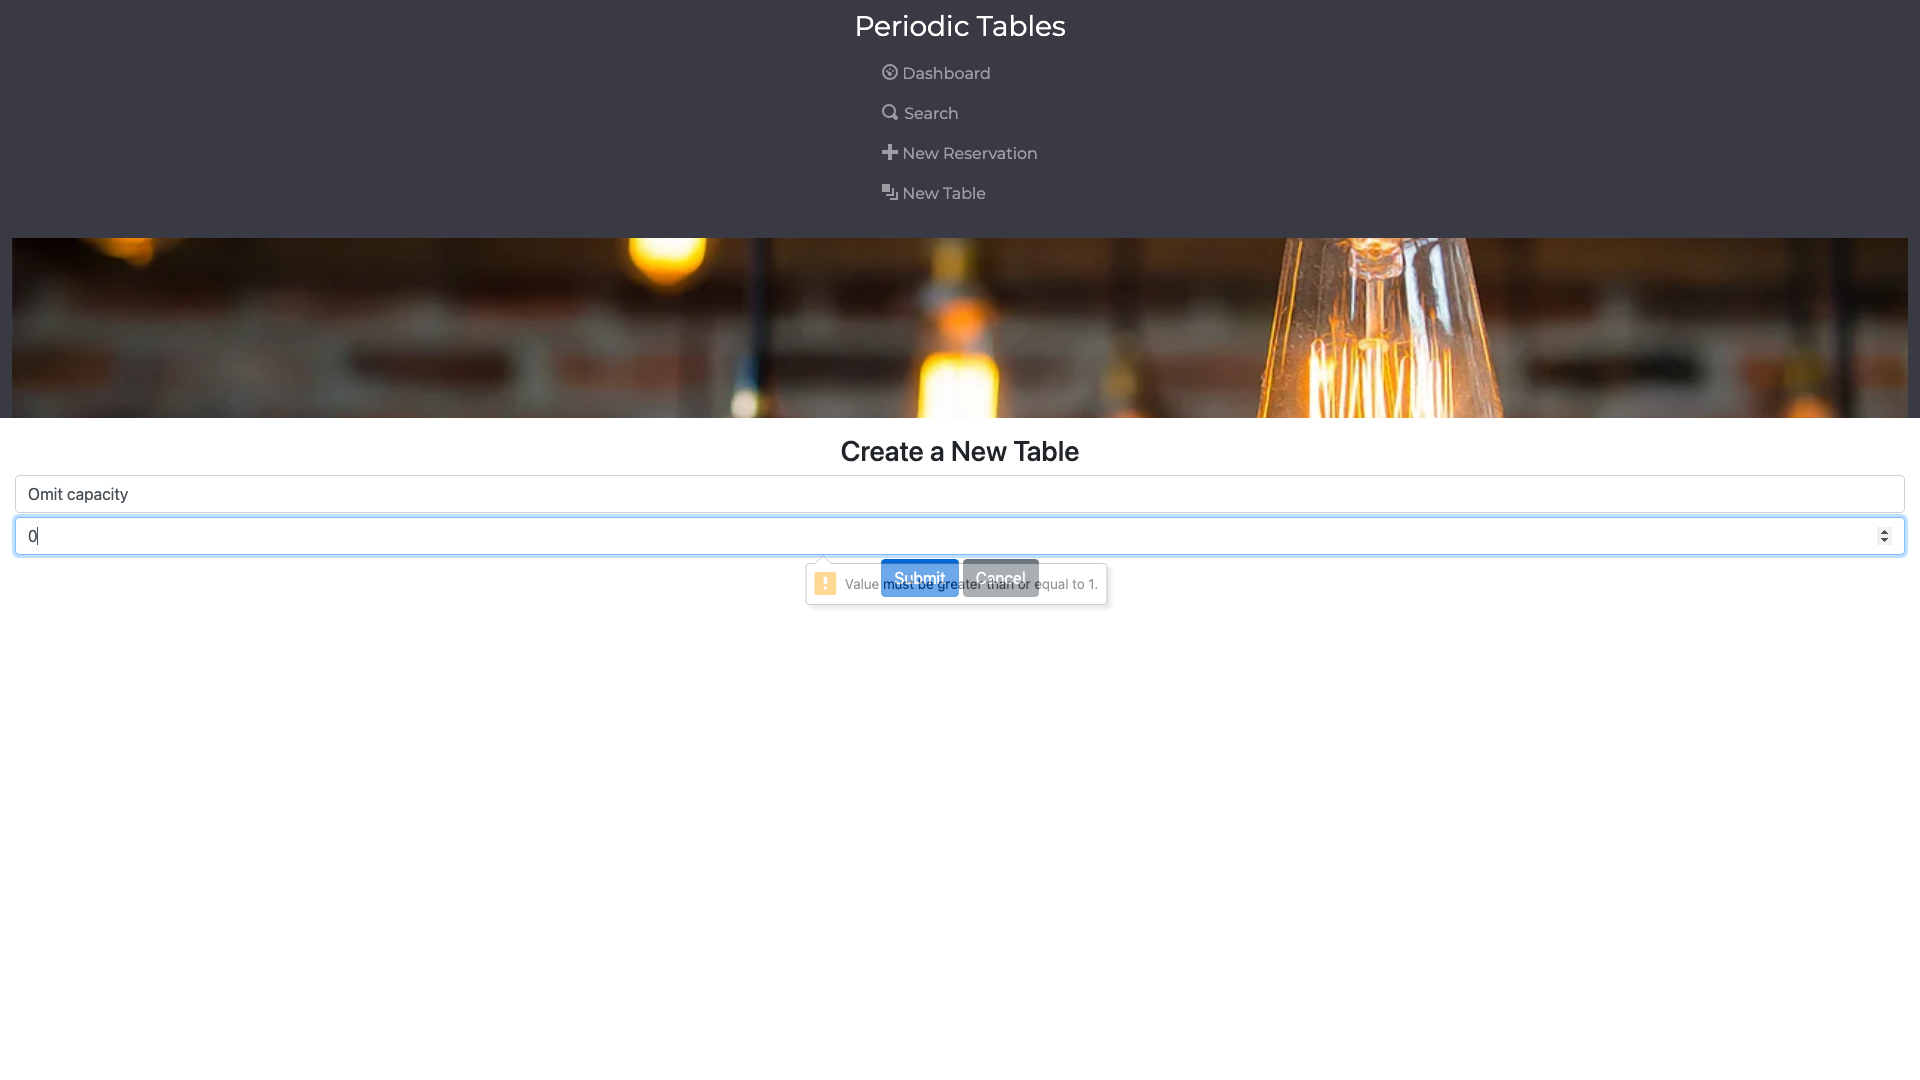 Periodic Tables
Dashboard
Search
New Reservation
New Table
Create a New Table
Omit capacity
0
Submit Cancel
Value must be greater than or equal to 1.